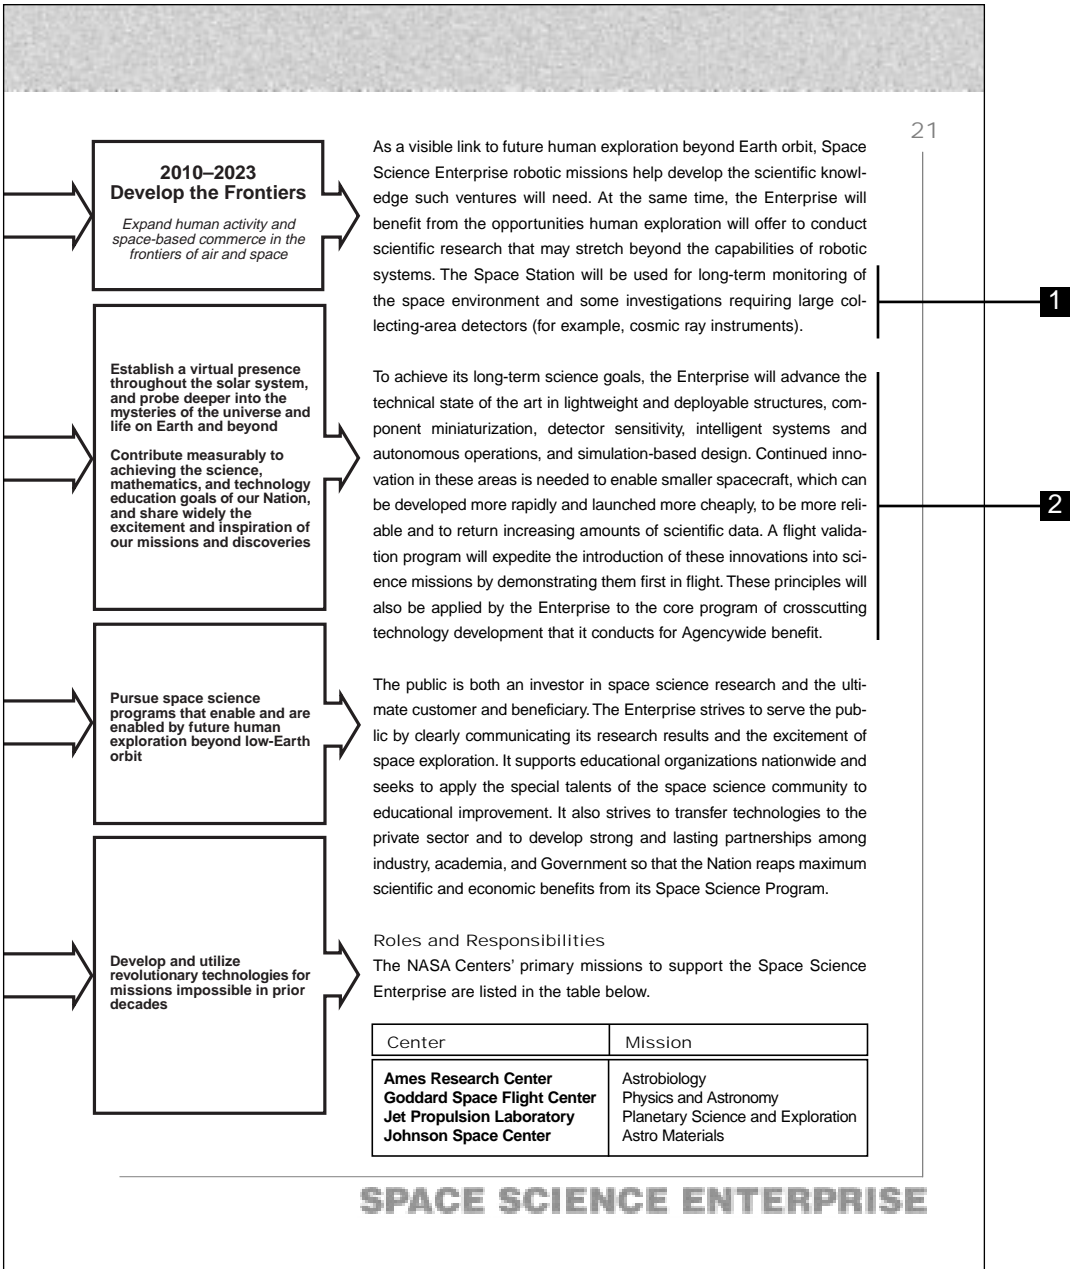 21
2010–2023
Develop the Frontiers
Expand human activity and
space-based commerce in the
frontiers of air and space
Establish a virtual presence
throughout the solar system,
and probe deeper into the
mysteries of the universe and
life on Earth and beyond
Contribute measurably to
achieving the science,
mathematics, and technology
education goals of our Nation,
and share widely the
excitement and inspiration of
our missions and discoveries
Pursue space science
programs that enable and are
enabled by future human
exploration beyond low-Earth
orbit
Develop and utilize
revolutionary technologies for
missions impossible in prior
decades
As a visible link to future human exploration beyond Earth orbit, Space
Science Enterprise robotic missions help develop the scientific knowl-
edge such ventures will need. At the same time, the Enterprise will
benefit from the opportunities human exploration will offer to conduct
scientific research that may stretch beyond the capabilities of robotic
systems. The Space Station will be used for long-term monitoring of
the space environment and some investigations requiring large col-
lecting-area detectors (for example, cosmic ray instruments).
1
To achieve its long-term science goals, the Enterprise will advance the
technical state of the art in lightweight and deployable structures, com-
ponent miniaturization, detector sensitivity, intelligent systems and
autonomous operations, and simulation-based design. Continued inno-
vation in these areas is needed to enable smaller spacecraft, which can
be developed more rapidly and launched more cheaply, to be more reli-
able and to return increasing amounts of scientific data. A flight valida-
tion program will expedite the introduction of these innovations into sci-
ence missions by demonstrating them first in flight. These principles will
also be applied by the Enterprise to the core program of crosscutting
technology development that it conducts for Agencywide benefit.
2
The public is both an investor in space science research and the ulti-
mate customer and beneficiary. The Enterprise strives to serve the pub-
lic by clearly communicating its research results and the excitement of
space exploration. It supports educational organizations nationwide and
seeks to apply the special talents of the space science community to
educational improvement. It also strives to transfer technologies to the
private sector and to develop strong and lasting partnerships among
industry, academia, and Government so that the Nation reaps maximum
scientific and economic benefits from its Space Science Program.
Roles and Responsibilities
The NASA Centers' primary missions to support the Space Science
Enterprise are listed in the table below.
Center Mission
Ames Research Center Astrobiology
Goddard Space Flight Center Physics and Astronomy
Jet Propulsion Laboratory Planetary Science and Exploration
Johnson Space Center Astro Materials
SPACE SCIENCE ENTERPRISE